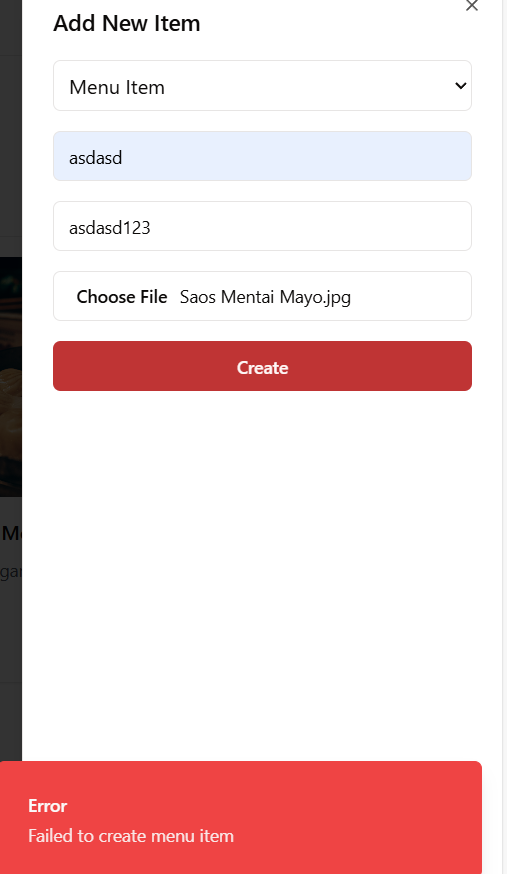 Add New Item
Menu Item
asdasd
asdasd123
Choose File Saos Mentai Mayo.jpg
Create
Error
Failed to create menu item